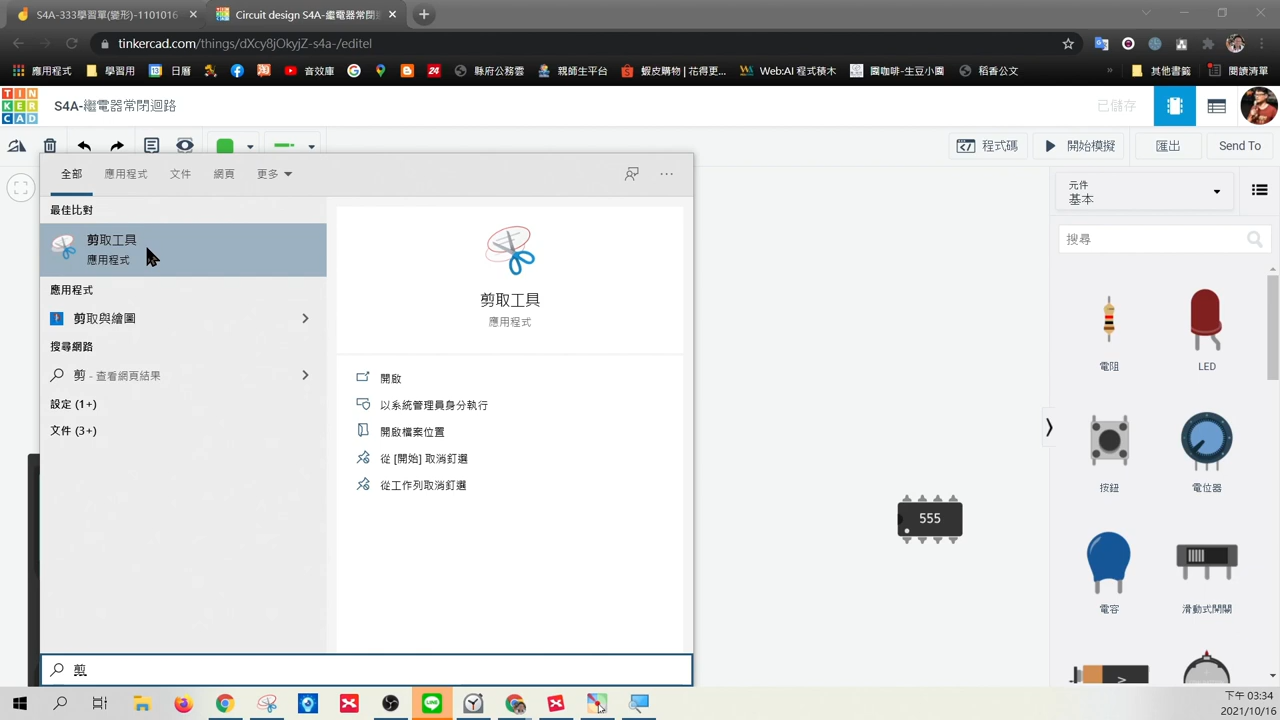 S4A-333學習單(變形)-1101016
Circuit design S4A-繼電器常閉迴
tinkercad.com/things/dXcy8jOkyjZ-s4a-/editel
應用程式
學習用
日曆
音效庫
縣府公雲
親師生平台
蝦皮購物 | 花得更...
Web:AI 程式積木
國咖啡-生豆小圈
稻香公文
其他書籤
閱讀清單
TIN
KER
CAD
S4A-繼電器常閉迴路
已儲存
程式碼
開始模擬
匯出
Send To
全部
應用程式
文件
網頁
更多
最佳比對
剪取工具
應用程式
應用程式
剪取與繪圖
搜尋網路
剪 - 查看網頁結果
設定 (1+)
文件 (3+)
剪取工具
應用程式
開啟
以系統管理員身分執行
開啟檔案位置
從 [開始] 取消釘選
從工作列取消釘選
555
元件
基本
搜尋
電阻
LED
按鈕
電位器
電容
滑動式開關
剪
下午 03:34
2021/10/16